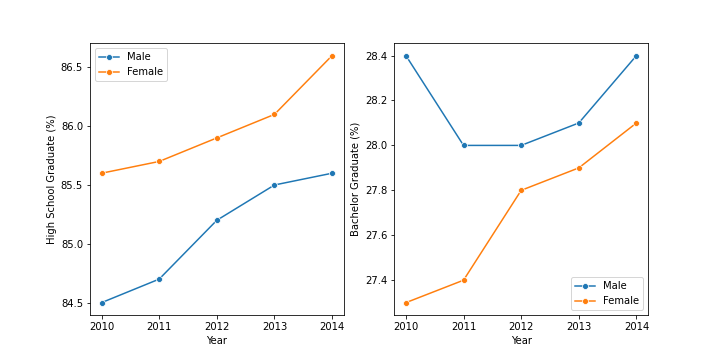 High School Graduate (%)
86.5
86.0
85.5
85.0
84.5
Male
Female
2010 2011 2012 2013 2014
Year
Bachelor Graduate (%)
28.4
28.2
28.0
27.8
27.6
27.4
Male
Female
2010 2011 2012 2013 2014
Year